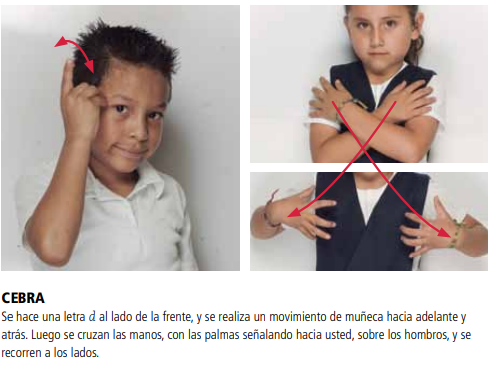 CEBRA
Se hace una letra d al lado de la frente, y se realiza un movimiento de muñeca hacia adelante y
atrás. Luego se cruzan las manos, con las palmas señalando hacia usted, sobre los hombros, y se
recorren a los lados.